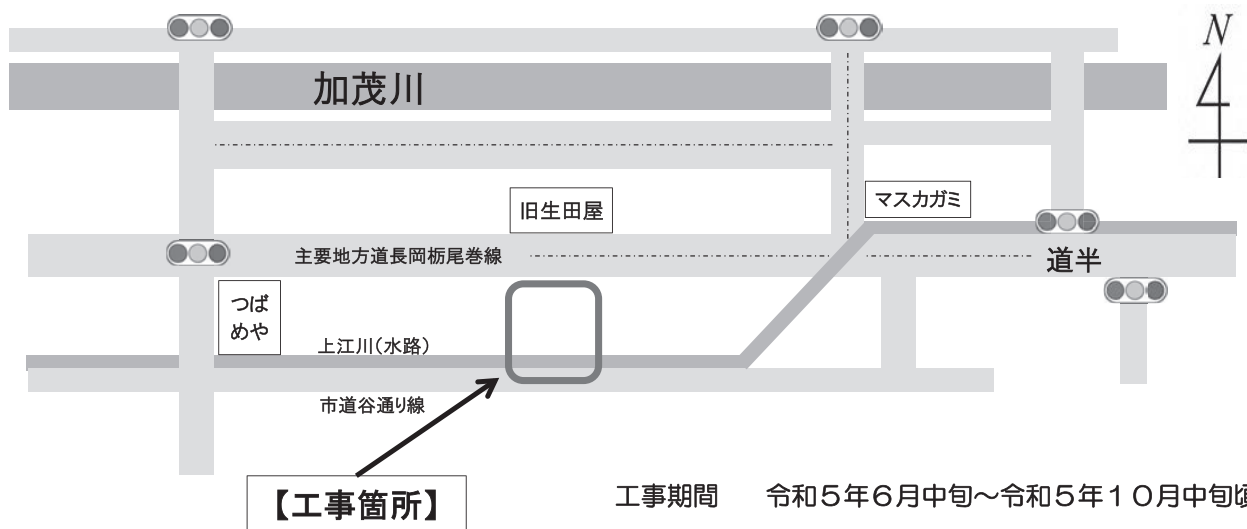 加茂川
N
旧生田屋
マスカガミ
主要地方道長岡栃尾巻線
道半
つば
めや
上江川（水路）
市道谷通り線
【工事箇所】
工事期間　令和５年６月中旬～令和５年１０月中旬頃